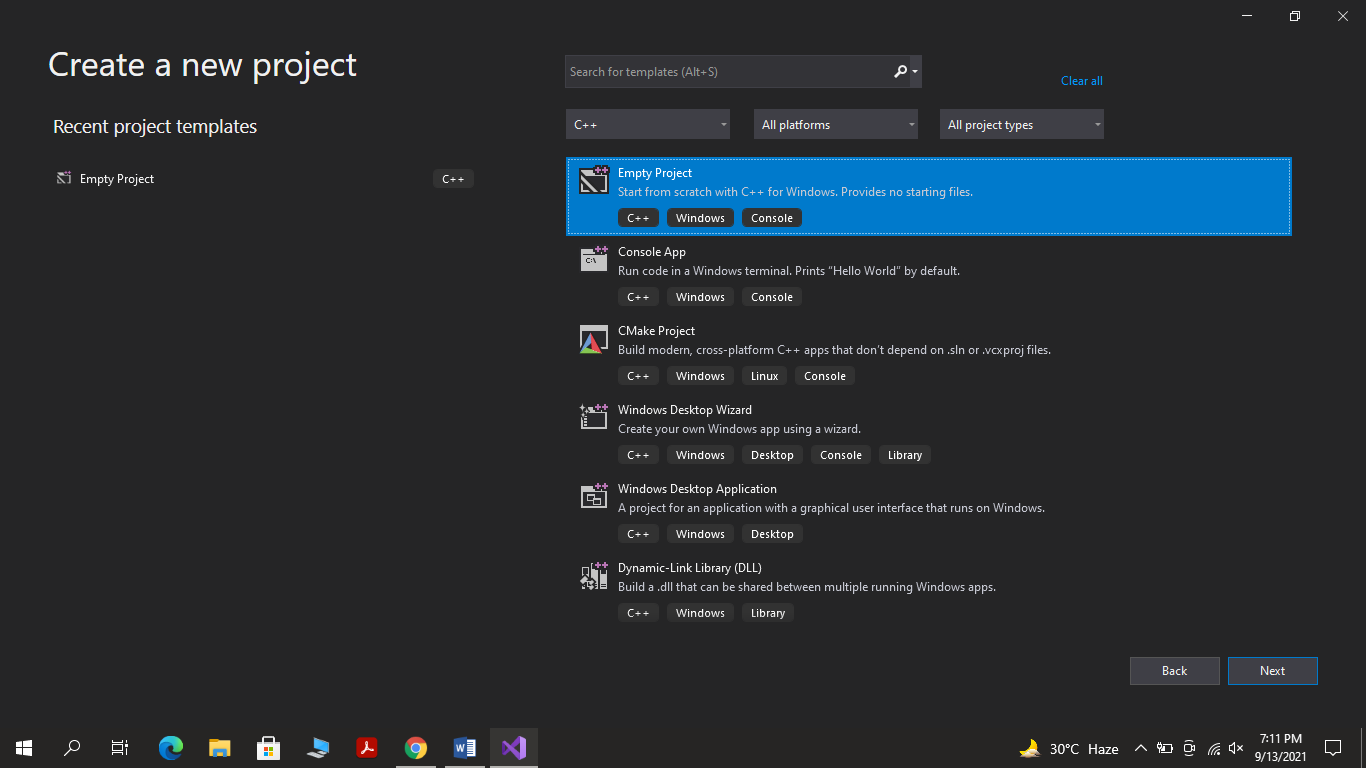 Create a new project
Recent project templates
Empty Project
C++
Search for templates (Alt+S)
Clear all
C++
All platforms
All project types
Empty Project
Start from scratch with C++ for Windows. Provides no starting files.
C++ Windows Console
Console App
Run code in a Windows terminal. Prints "Hello World" by default.
C++ Windows Console
CMake Project
Build modern, cross-platform C++ apps that don't depend on .sln or .vcxproj files.
C++ Windows Linux Console
Windows Desktop Wizard
Create your own Windows app using a wizard.
C++ Windows Desktop Console Library
Windows Desktop Application
A project for an application with a graphical user interface that runs on Windows.
C++ Windows Desktop
Dynamic-Link Library (DLL)
Build a .dll that can be shared between multiple running Windows apps.
C++ Windows Library
Back
Next
30°C Haze
7:11 PM
9/13/2021